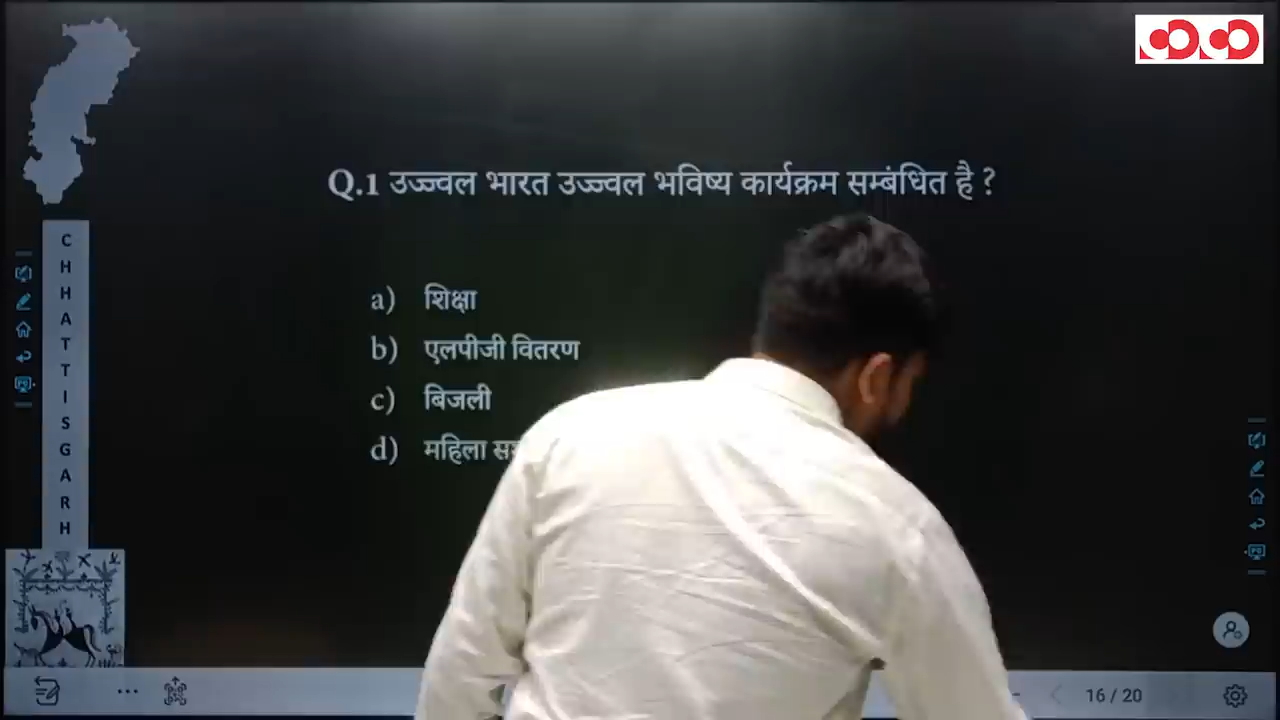 Q.1 उज्ज्वल भारत उज्ज्वल भविष्य कार्यक्रम सम्बंधित है ?
a) शिक्षा
b) एलपीजी वितरण
c) बिजली
d) महिला
CHHATTISGARH
16 / 20